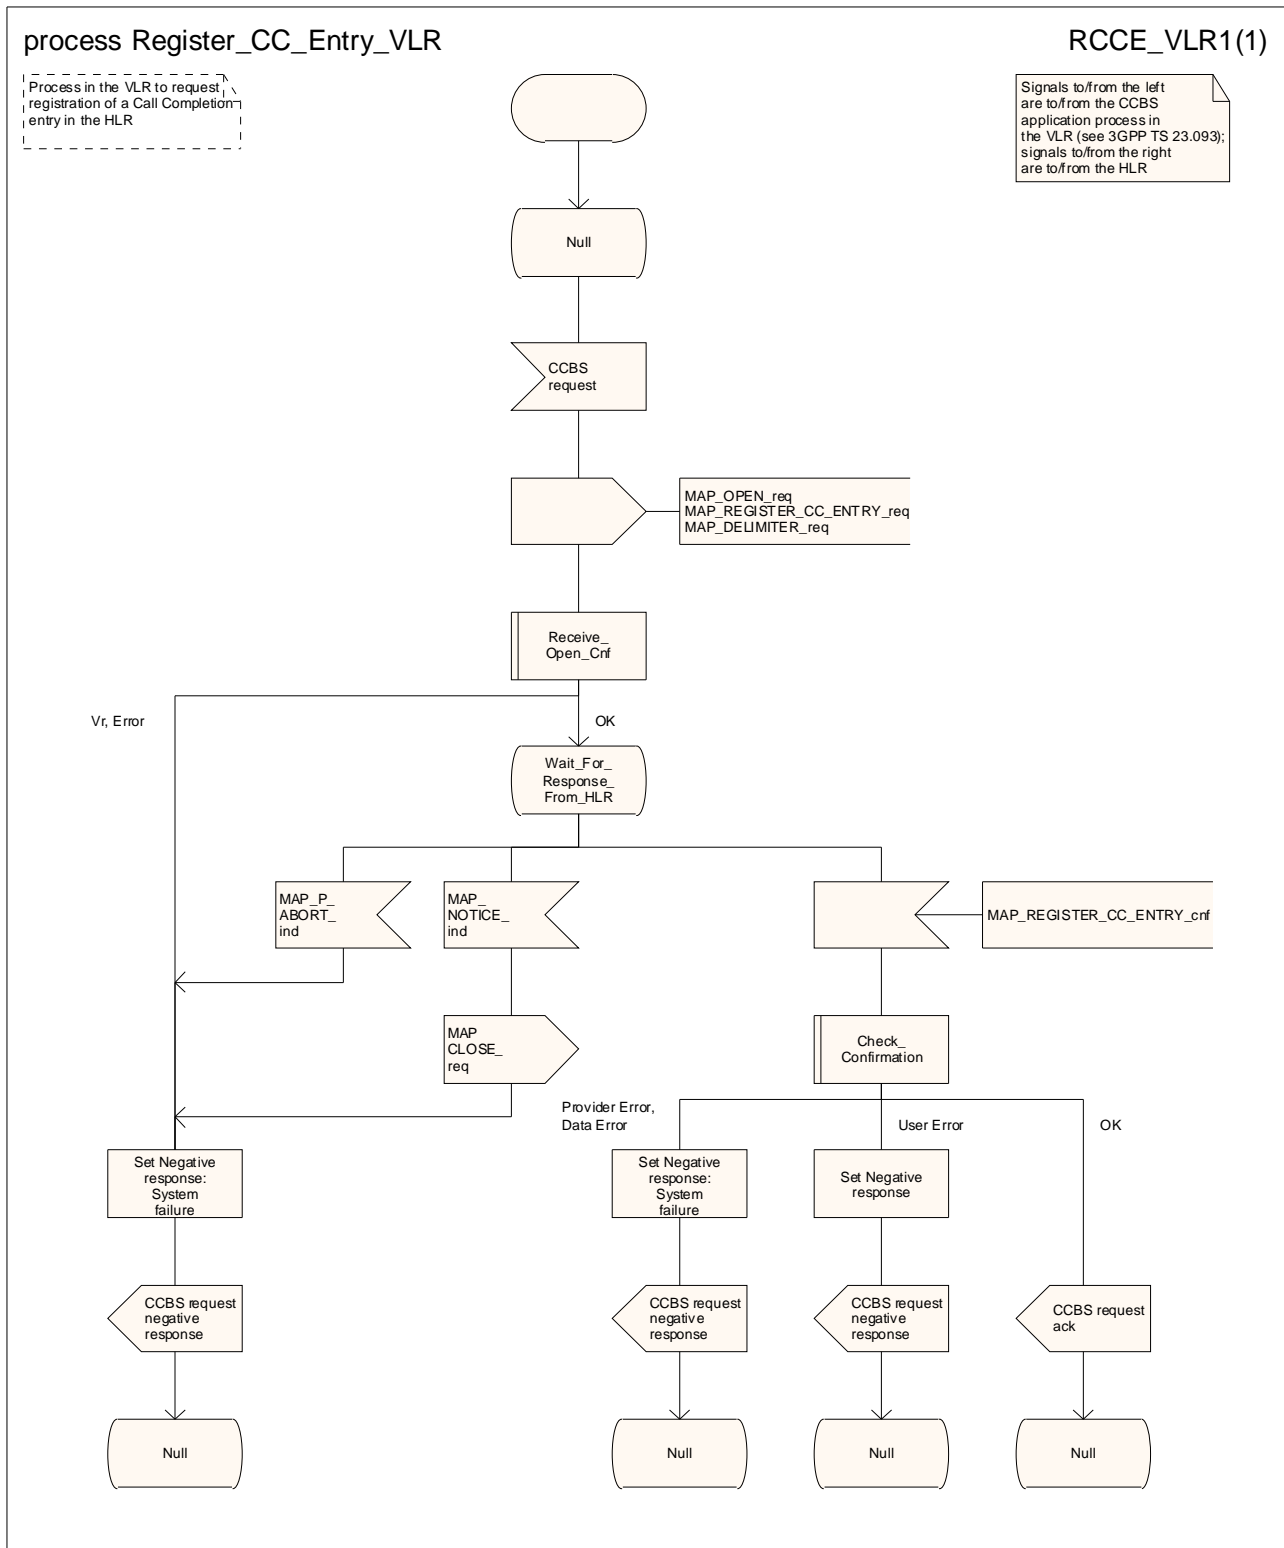 process Register_CC_Entry_VLR
RCCE_VLR1(1)
Process in the VLR to request
registration of a Call Completion
entry in the HLR
Signals to/from the left
are to/from the CCBS
application process in
the VLR (see 3GPP TS 23.093);
signals to/from the right
are to/from the HLR
Null
CCBS
request
MAP_OPEN_req
MAP_REGISTER_CC_ENTRY_req
MAP_DELIMITER_req
Receive_
Open_Cnf
Vr, Error
OK
Wait_For_
Response_
From_HLR
MAP_P_
ABORT_
ind
MAP_
NOTICE_
ind
MAP_REGISTER_CC_ENTRY_cnf
MAP
CLOSE_
req
Check_
Confirmation
Provider Error,
Data Error
User Error
OK
Set Negative
response:
System
failure
Set Negative
response:
System
failure
Set Negative
response
CCBS request
negative
response
CCBS request
negative
response
CCBS request
negative
response
CCBS request
ack
Null
Null
Null
Null